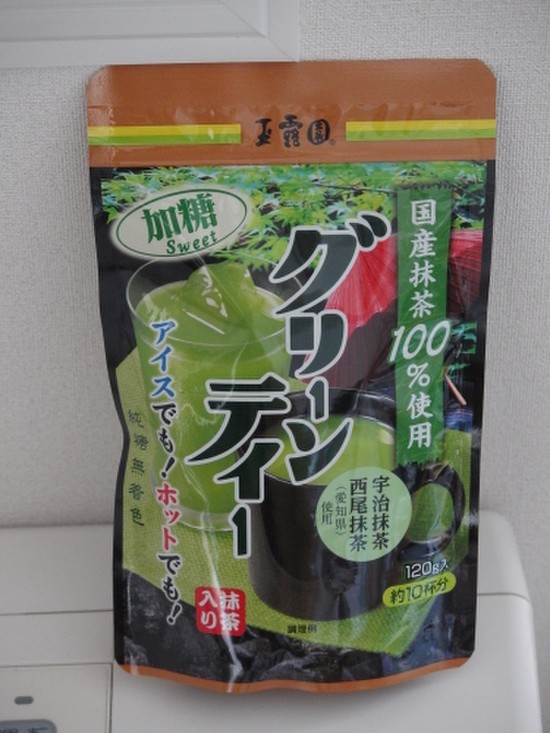 玉露園
加糖
Sweet
グリーン
ティー
国産抹茶100%使用
アイスでも!ホットでも!
純糖無着色
宇治抹茶
西尾抹茶
(愛知県)
使用
120g入
約10杯分
抹茶
入り
調理例